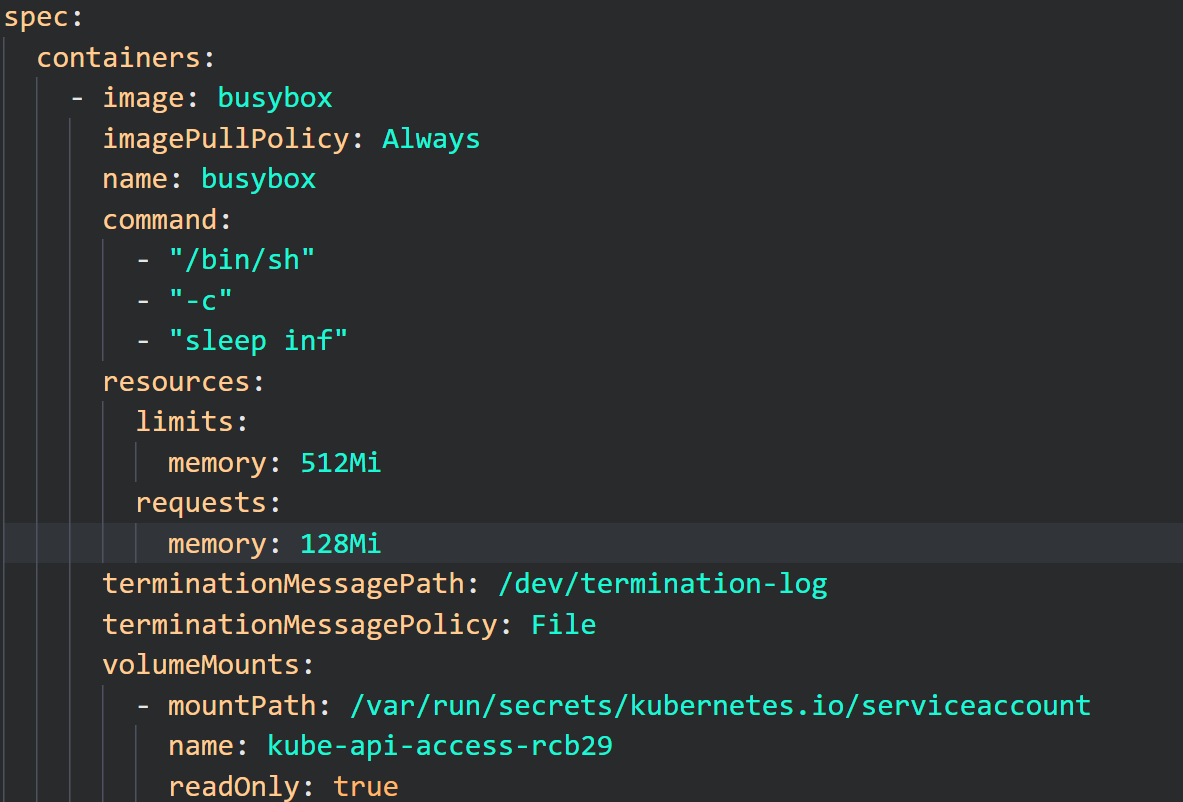 spec:
  containers:
    - image: busybox
      imagePullPolicy: Always
      name: busybox
      command:
        - "/bin/sh"
        - "-c"
        - "sleep inf"
      resources:
        limits:
          memory: 512Mi
        requests:
          memory: 128Mi
      terminationMessagePath: /dev/termination-log
      terminationMessagePolicy: File
      volumeMounts:
        - mountPath: /var/run/secrets/kubernetes.io/serviceaccount
          name: kube-api-access-rcb29
          readOnly: true